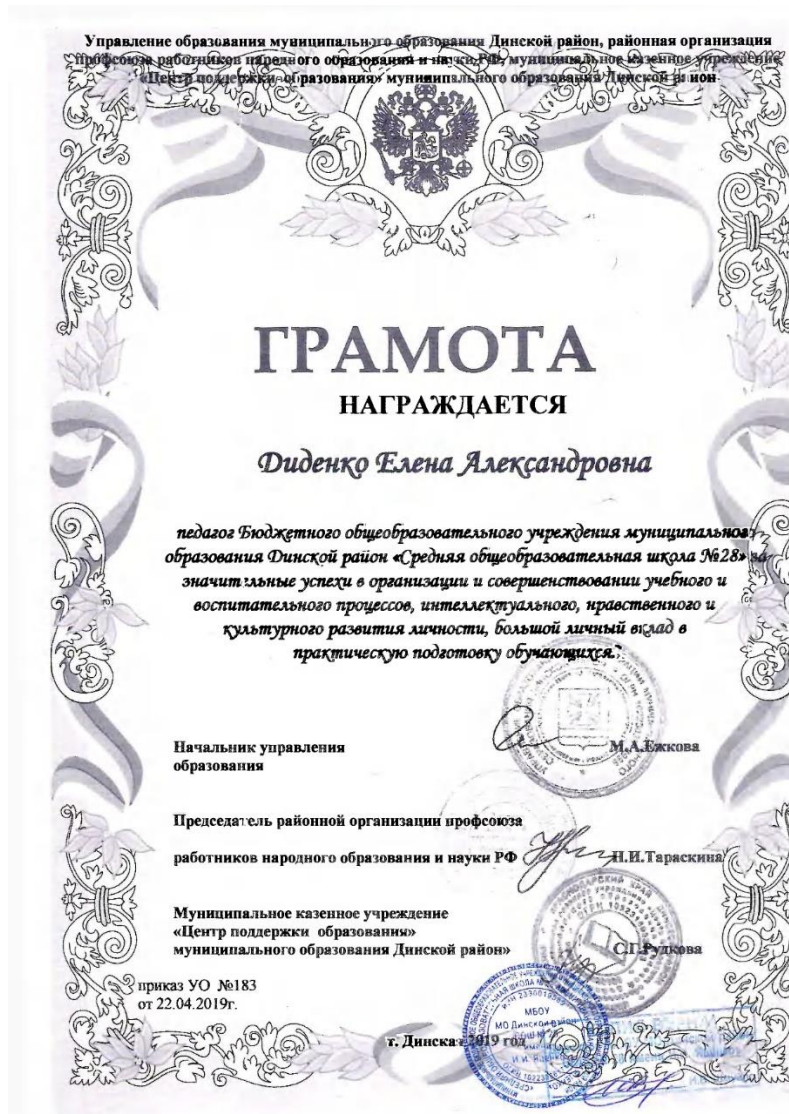 Управление образования муниципального образования Динской район, районная организация
профсоюза работников народного образования и науки РФ, муниципальное казенное учреждение
«Центр поддержки образования» муниципального образования Динской район
ГРАМОТА
НАГРАЖДАЕТСЯ
Диденко Елена Александровна
педагог Бюджетного общеобразовательного учреждения муниципального
образования Динской район «Средняя общеобразовательная школа №28» за
значительные успехи в организации и совершенствовании учебного и
воспитательного процессов, интеллектуального, нравственного и
культурного развития личности, большой личный вклад в
практическую подготовку обучающихся.
Начальник управления
образования
М.А.Ежкова
Председатель районной организации профсоюза
работников народного образования и науки РФ
Н.И.Тараскина
Муниципальное казенное учреждение
«Центр поддержки образования»
муниципального образования Динской район»
С.Г.Рудкова
приказ УО №183
от 22.04.2019г.
МБОУ
МО Динской район
т. Динская 2019 год